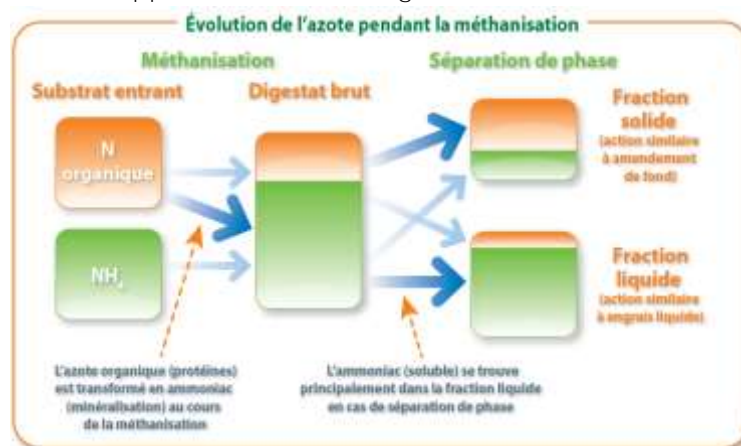 Évolution de l'azote pendant la méthanisation
Méthanisation
Séparation de phase
Substrat entrant
Digestat brut
N
organique
NH₄
Fraction
solide
(action similaire
à amendement
de fond)
Fraction
liquide
(action similaire
à engrais liquide)
L'azote organique (protéines)
est transformé en ammoniac
(minéralisation) au cours
de la méthanisation
L'ammoniac (soluble) se trouve
principalement dans la fraction liquide
en cas de séparation de phase